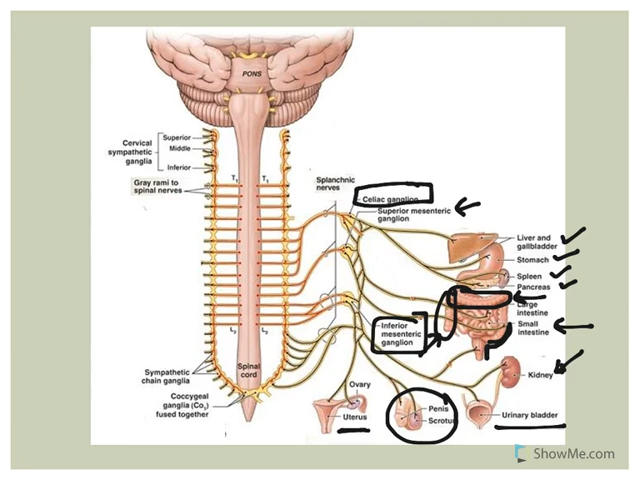 PONS
Cervical
sympathetic
ganglia
Superior
Middle
Inferior
Gray rami to
spinal nerves
T1
T1
Splanchnic
nerves
Celiac ganglion
Superior mesenteric
ganglion
Liver and
gallbladder
Stomach
Spleen
Pancreas
Large
intestine
Small
intestine
Inferior
mesenteric
ganglion
L2
L2
Sympathetic
chain ganglia
Spinal
cord
Coccygeal
ganglia (Co1)
fused together
Kidney
Ovary
Uterus
Penis
Scrotum
Urinary bladder
ShowMe.com